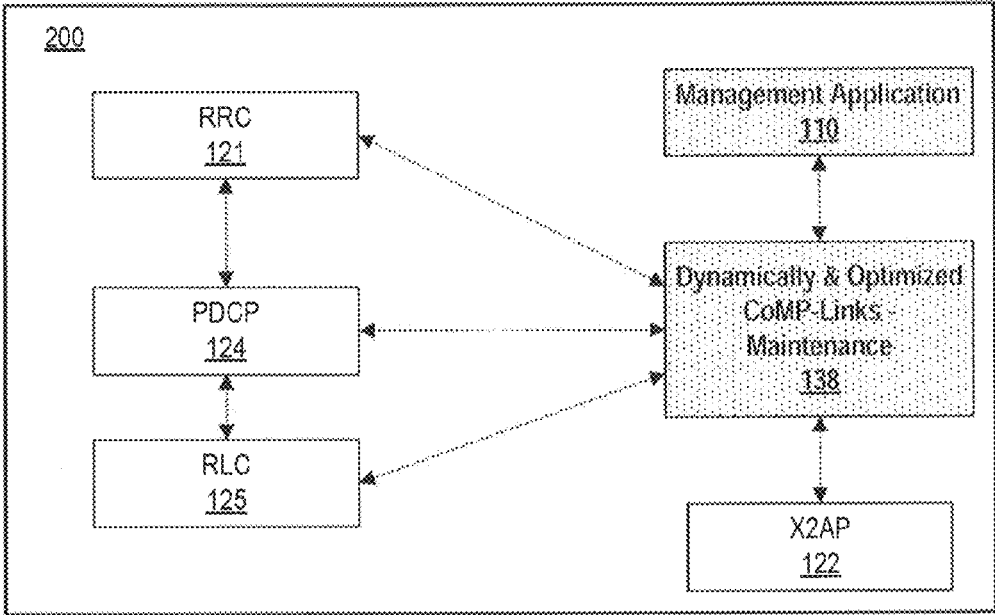 200
RRC
121
PDCP
124
RLC
125
Management Application
110
Dynamically & Optimized
CoMP-Links -
Maintenance
138
X2AP
122